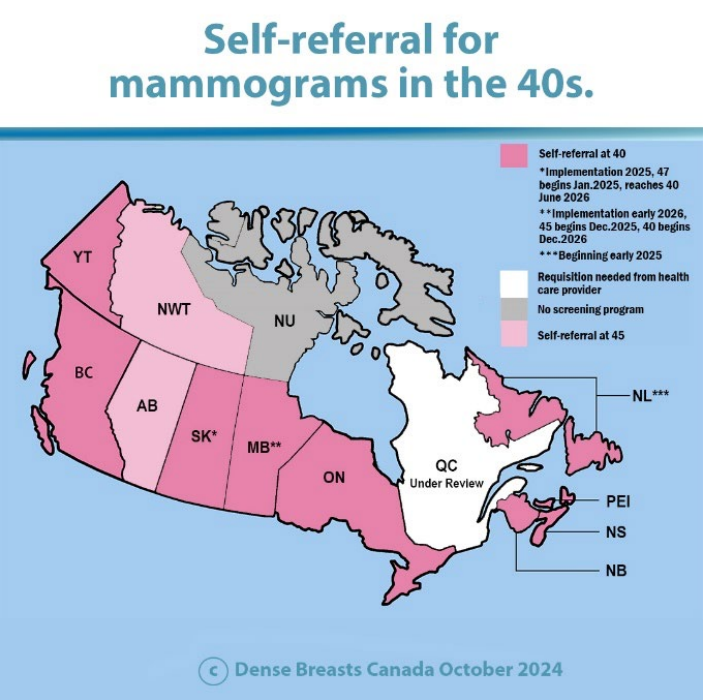 Self-referral for
mammograms in the 40s.
Self-referral at 40
*Implementation 2025, 47
begins Jan.2025, reaches 40
June 2026
**Implementation early 2026,
45 begins Dec.2025, 40 begins
Dec.2026
***Beginning early 2025
Requisition needed from health
care provider
No screening program
Self-referral at 45
YT
NWT
NU
BC
AB
SK*
MB**
ON
QC
Under Review
NL***
PEI
NS
NB
c Dense Breasts Canada October 2024